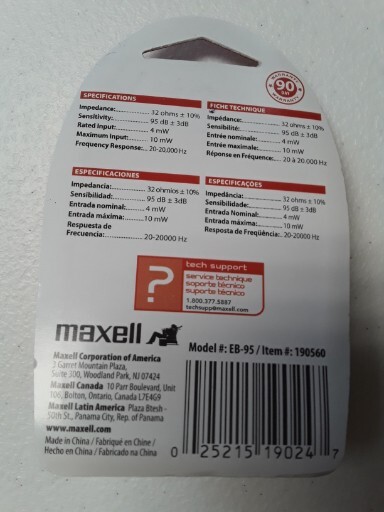 WARRANTY
90
DAY
WARRANTY
SPECIFICATIONS
Impedance:............ 32 ohms ± 10%
Sensitivity:............ 95 dB ± 3dB
Rated Input:............ 4 mW
Maximum Input:............ 10 mW
Frequency Response:... 20-20.000 Hz
FICHE TECHNIQUE
Impédance:............ 32 ohms ± 10%
Sensibilité:............ 95 dB ± 3dB
Entrée nominale:............ 4 mW
Entrée maximale:............ 10 mW
Réponse en Fréquence:... 20 à 20.000 Hz
ESPECIFICACIONES
Impedancia:............ 32 ohmios ± 10%
Sensibilidad:............ 95 dB ± 3dB
Entrada nominal:............ 4 mW
Entrada máxima:............ 10 mW
Respuesta de
Frecuencia:............ 20-20000 Hz
ESPECIFICAÇÕES
Impedância:............ 32 ohms ± 10%
Sensibilidade:............ 95 dB ± 3dB
Entrada Nominal:............ 4 mW
Entrada máxima:............ 10 mW
Resposta de Freqüência:.. 20-20000 Hz
?
tech support
service technique
soporte técnico
suporte técnico
1.800.377.5887
techsupp@maxell.com
maxell
Model #: EB-95 / Item #: 190560
Maxell Corporation of America
3 Garret Mountain Plaza,
Suite 300, Woodland Park, NJ 07424
Maxell Canada 10 Parr Boulevard, Unit
100, Bolton, Ontario, Canada L7E4G9
Maxell Latin America Plaza Btesh -
50th St., Panama City, Rep. of Panama
www.maxell.com
Made in China / Fabriqué en Chine /
Hecho en China / Fabricado na China
0 25215 19024 7